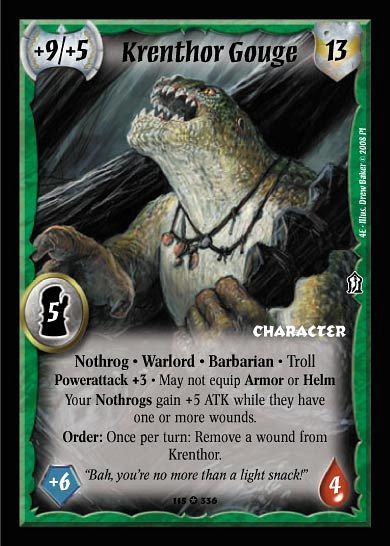 +9/+5
Krenthor Gouge
13
4E • Illus. Drew Baker © 2008 PI
5
CHARACTER
Nothrog • Warlord • Barbarian • Troll
Powerattack +3 • May not equip Armor or Helm
Your Nothrogs gain +5 ATK while they have
one or more wounds.
Order: Once per turn: Remove a wound from
Krenthor.
"Bah, you're no more than a light snack!"
+6
4
115 ✪ 336